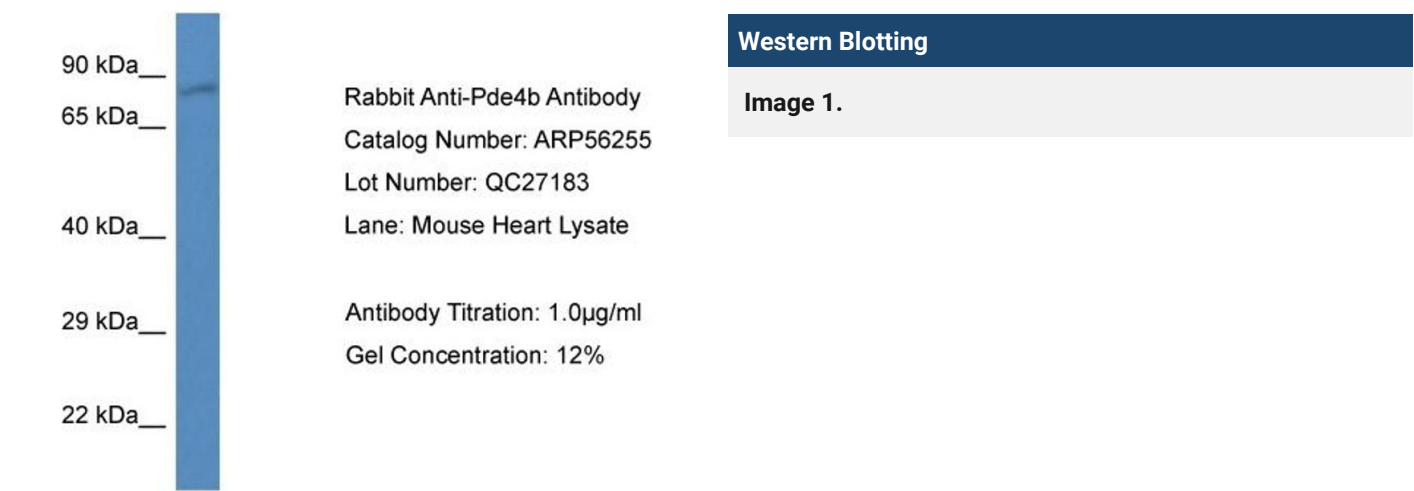 90 kDa__
65 kDa__
40 kDa__
29 kDa__
22 kDa__
Rabbit Anti-Pde4b Antibody
Catalog Number: ARP56255
Lot Number: QC27183
Lane: Mouse Heart Lysate
Antibody Titration: 1.0µg/ml
Gel Concentration: 12%
Western Blotting
Image 1.